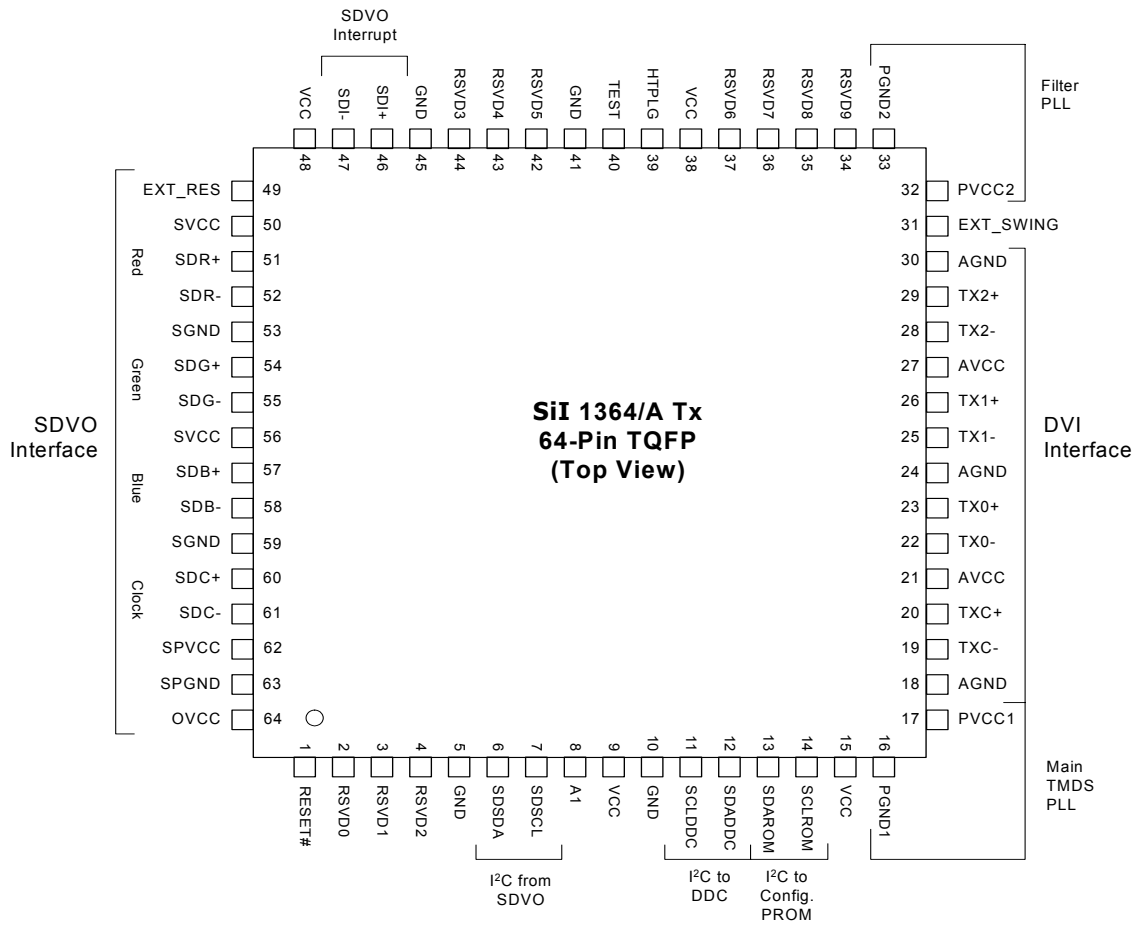 SDVO
Interrupt
VCC
SDI-
SDI+
GND
RSVD3
RSVD4
RSVD5
GND
TEST
HTPLG
VCC
RSVD6
RSVD7
RSVD8
RSVD9
PGND2
Filter
PLL
48
47
46
45
44
43
42
41
40
39
38
37
36
35
34
33
EXT_RES 49
SVCC 50
SDR+ 51
SDR- 52
SGND 53
SDG+ 54
SDG- 55
SVCC 56
SDB+ 57
SDB- 58
SGND 59
SDC+ 60
SDC- 61
SPVCC 62
SPGND 63
OVCC 64
Red
Green
Blue
Clock
SDVO
Interface
SiI 1364/A Tx
64-Pin TQFP
(Top View)
32 PVCC2
31 EXT_SWING
30 AGND
29 TX2+
28 TX2-
27 AVCC
26 TX1+
25 TX1-
24 AGND
23 TX0+
22 TX0-
21 AVCC
20 TXC+
19 TXC-
18 AGND
17 PVCC1
DVI
Interface
1
2
3
4
5
6
7
8
9
10
11
12
13
14
15
16
RESET#
RSVD0
RSVD1
RSVD2
GND
SDSDA
SDSCL
A1
VCC
GND
SCLDDC
SDADDC
SDAROM
SCLROM
VCC
PGND1
Main
TMDS
PLL
I²C from
SDVO
I²C to
DDC
I²C to
Config.
PROM